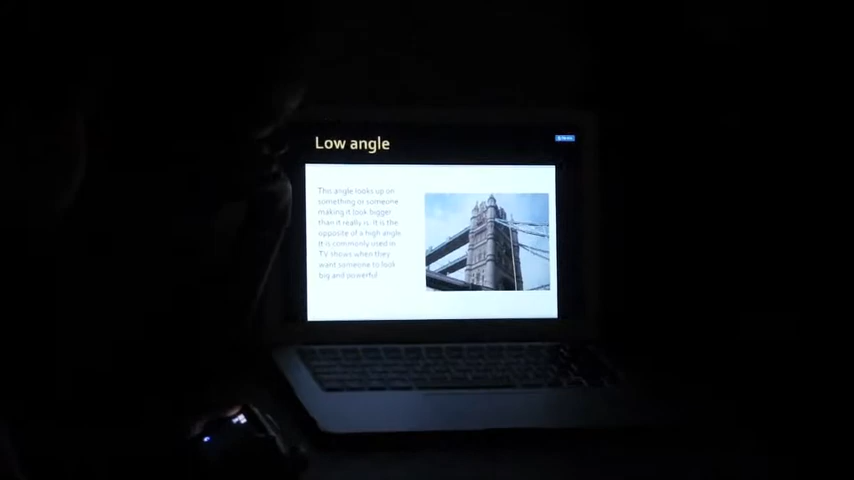 Low angle
This angle looks up on
something or someone
making it look bigger
than it really is. It is the
opposite of a high angle
It is commonly used in
TV shows when they
want someone to look
big and powerful